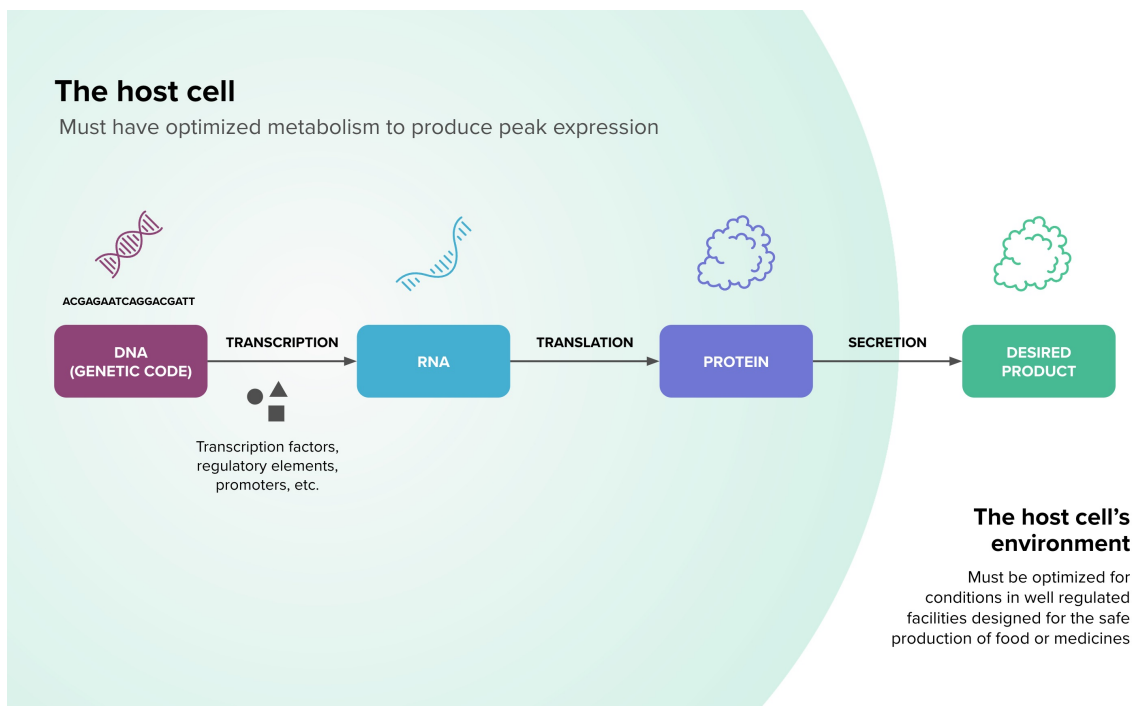 The host cell
Must have optimized metabolism to produce peak expression
ACGAGAATCAGGACGATT
DNA
(GENETIC CODE)
TRANSCRIPTION
RNA
TRANSLATION
PROTEIN
SECRETION
DESIRED
PRODUCT
Transcription factors,
regulatory elements,
promoters, etc.
The host cell’s
environment
Must be optimized for
conditions in well regulated
facilities designed for the safe
production of food or medicines